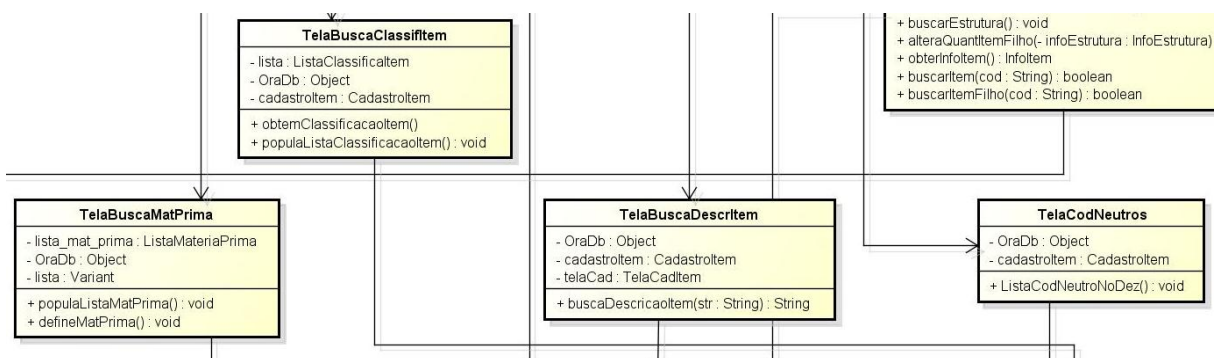 TelaBuscaClassifItem
- lista : ListaClassificaItem
- OraDb : Object
- cadastroItem : CadastroItem
+ obtemClassificacaoItem()
+ populaListaClassificacaoItem() : void
+ buscarEstrutura() : void
+ alteraQuantItemFilho(- infoEstrutura : InfoEstrutura)
+ obterInfoItem() : InfoItem
+ buscarItem(cod : String) : boolean
+ buscarItemFilho(cod : String) : boolean
TelaBuscaMatPrima
- lista_mat_prima : ListaMateriaPrima
- OraDb : Object
- lista : Variant
+ populaListaMatPrima() : void
+ defineMatPrima() : void
TelaBuscaDescrItem
- OraDb : Object
- cadastroItem : CadastroItem
- telaCad : TelaCadItem
+ buscaDescricaoItem(str : String) : String
TelaCodNeutros
- OraDb : Object
- cadastroItem : CadastroItem
+ ListaCodNeutroNoDez() : void